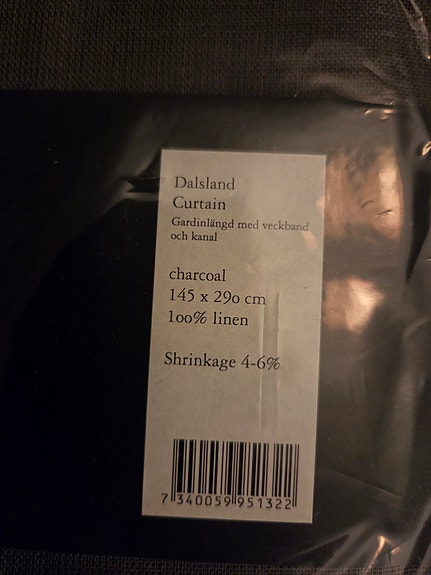 Dalsland
Curtain
Gardinlängd med veckband
och kanal
charcoal
145 x 290 cm
100% linen
Shrinkage 4-6%
7 340059 951322